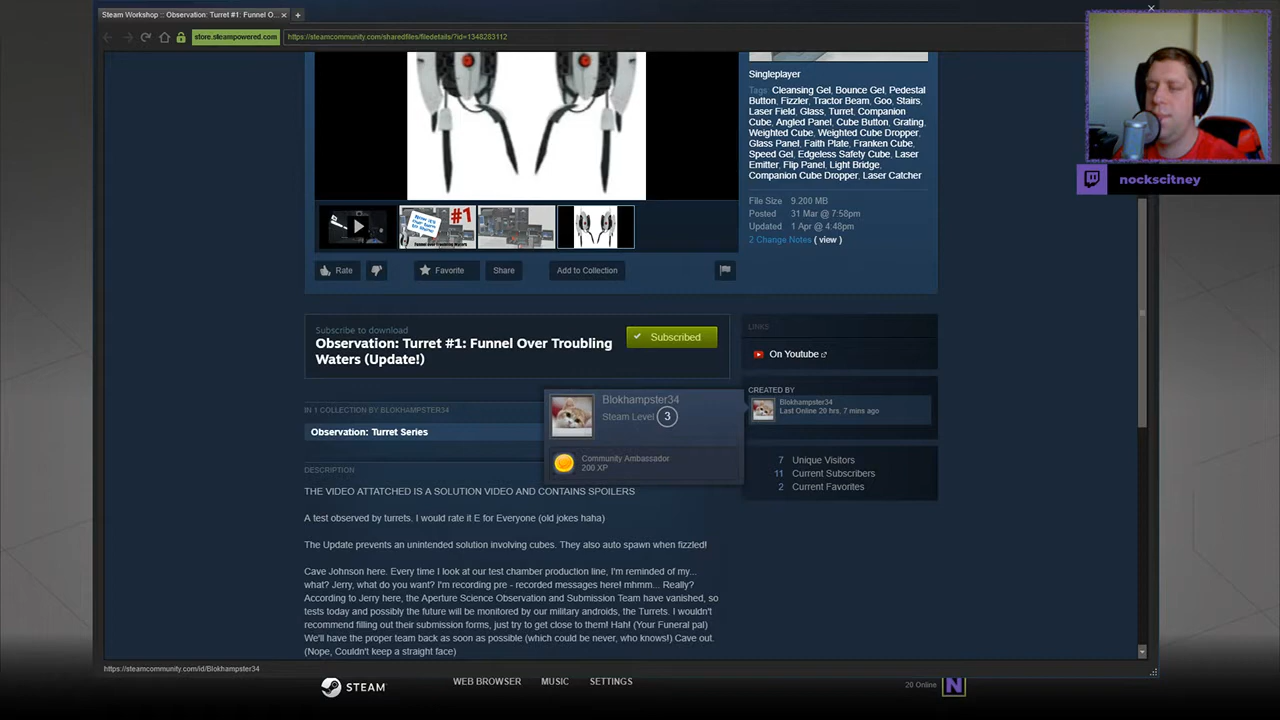 Steam Workshop :: Observation: Turret #1: Funnel O...
store.steampowered.com
https://steamcommunity.com/sharedfiles/filedetails/?id=1348283112
nockscitney
Singleplayer
Tags: Cleansing Gel, Bounce Gel, Pedestal
Button, Fizzler, Tractor Beam, Goo, Stairs,
Laser Field, Glass, Turret, Companion
Cube, Angled Panel, Cube Button, Grating,
Weighted Cube, Weighted Cube Dropper,
Glass Panel, Faith Plate, Franken Cube,
Speed Gel, Edgeless Safety Cube, Laser
Emitter, Flip Panel, Light Bridge,
Companion Cube Dropper, Laser Catcher
File Size 9.200 MB
Posted 31 Mar @ 7:58pm
Updated 1 Apr @ 4:48pm
2 Change Notes ( view )
Now it's
our turn
#1
Rate
Favorite
Share
Add to Collection
Subscribe to download
Observation: Turret #1: Funnel Over Troubling
Waters (Update!)
Subscribed
LINKS
On Youtube
CREATED BY
Blokhampster34
Last Online 20 hrs, 7 mins ago
Blokhampster34
Steam Level 3
Community Ambassador
200 XP
7 Unique Visitors
11 Current Subscribers
2 Current Favorites
IN 1 COLLECTION BY BLOKHAMPSTER34
Observation: Turret Series
DESCRIPTION
THE VIDEO ATTATCHED IS A SOLUTION VIDEO AND CONTAINS SPOILERS
A test observed by turrets. I would rate it E for Everyone (old jokes haha)
The Update prevents an unintended solution involving cubes. They also auto spawn when fizzled!
Cave Johnson here. Every time I look at our test chamber production line, I'm reminded of my...
what? Jerry, what do you want? I'm recording pre - recorded messages here! mhmm... Really?
According to Jerry here, the Aperture Science Observation and Submission Team have vanished, so
tests today and possibly the future will be monitored by our military androids, the Turrets. I wouldn't
recommend filling out their submission forms, just try to get close to them! Hah! (Your Funeral pal)
We'll have the proper team back as soon as possible (which could be never, who knows!) Cave out.
(Nope, Couldn't keep a straight face)
https://steamcommunity.com/id/Blokhampster34
STEAM
WEB BROWSER
MUSIC
SETTINGS
20 Online
N